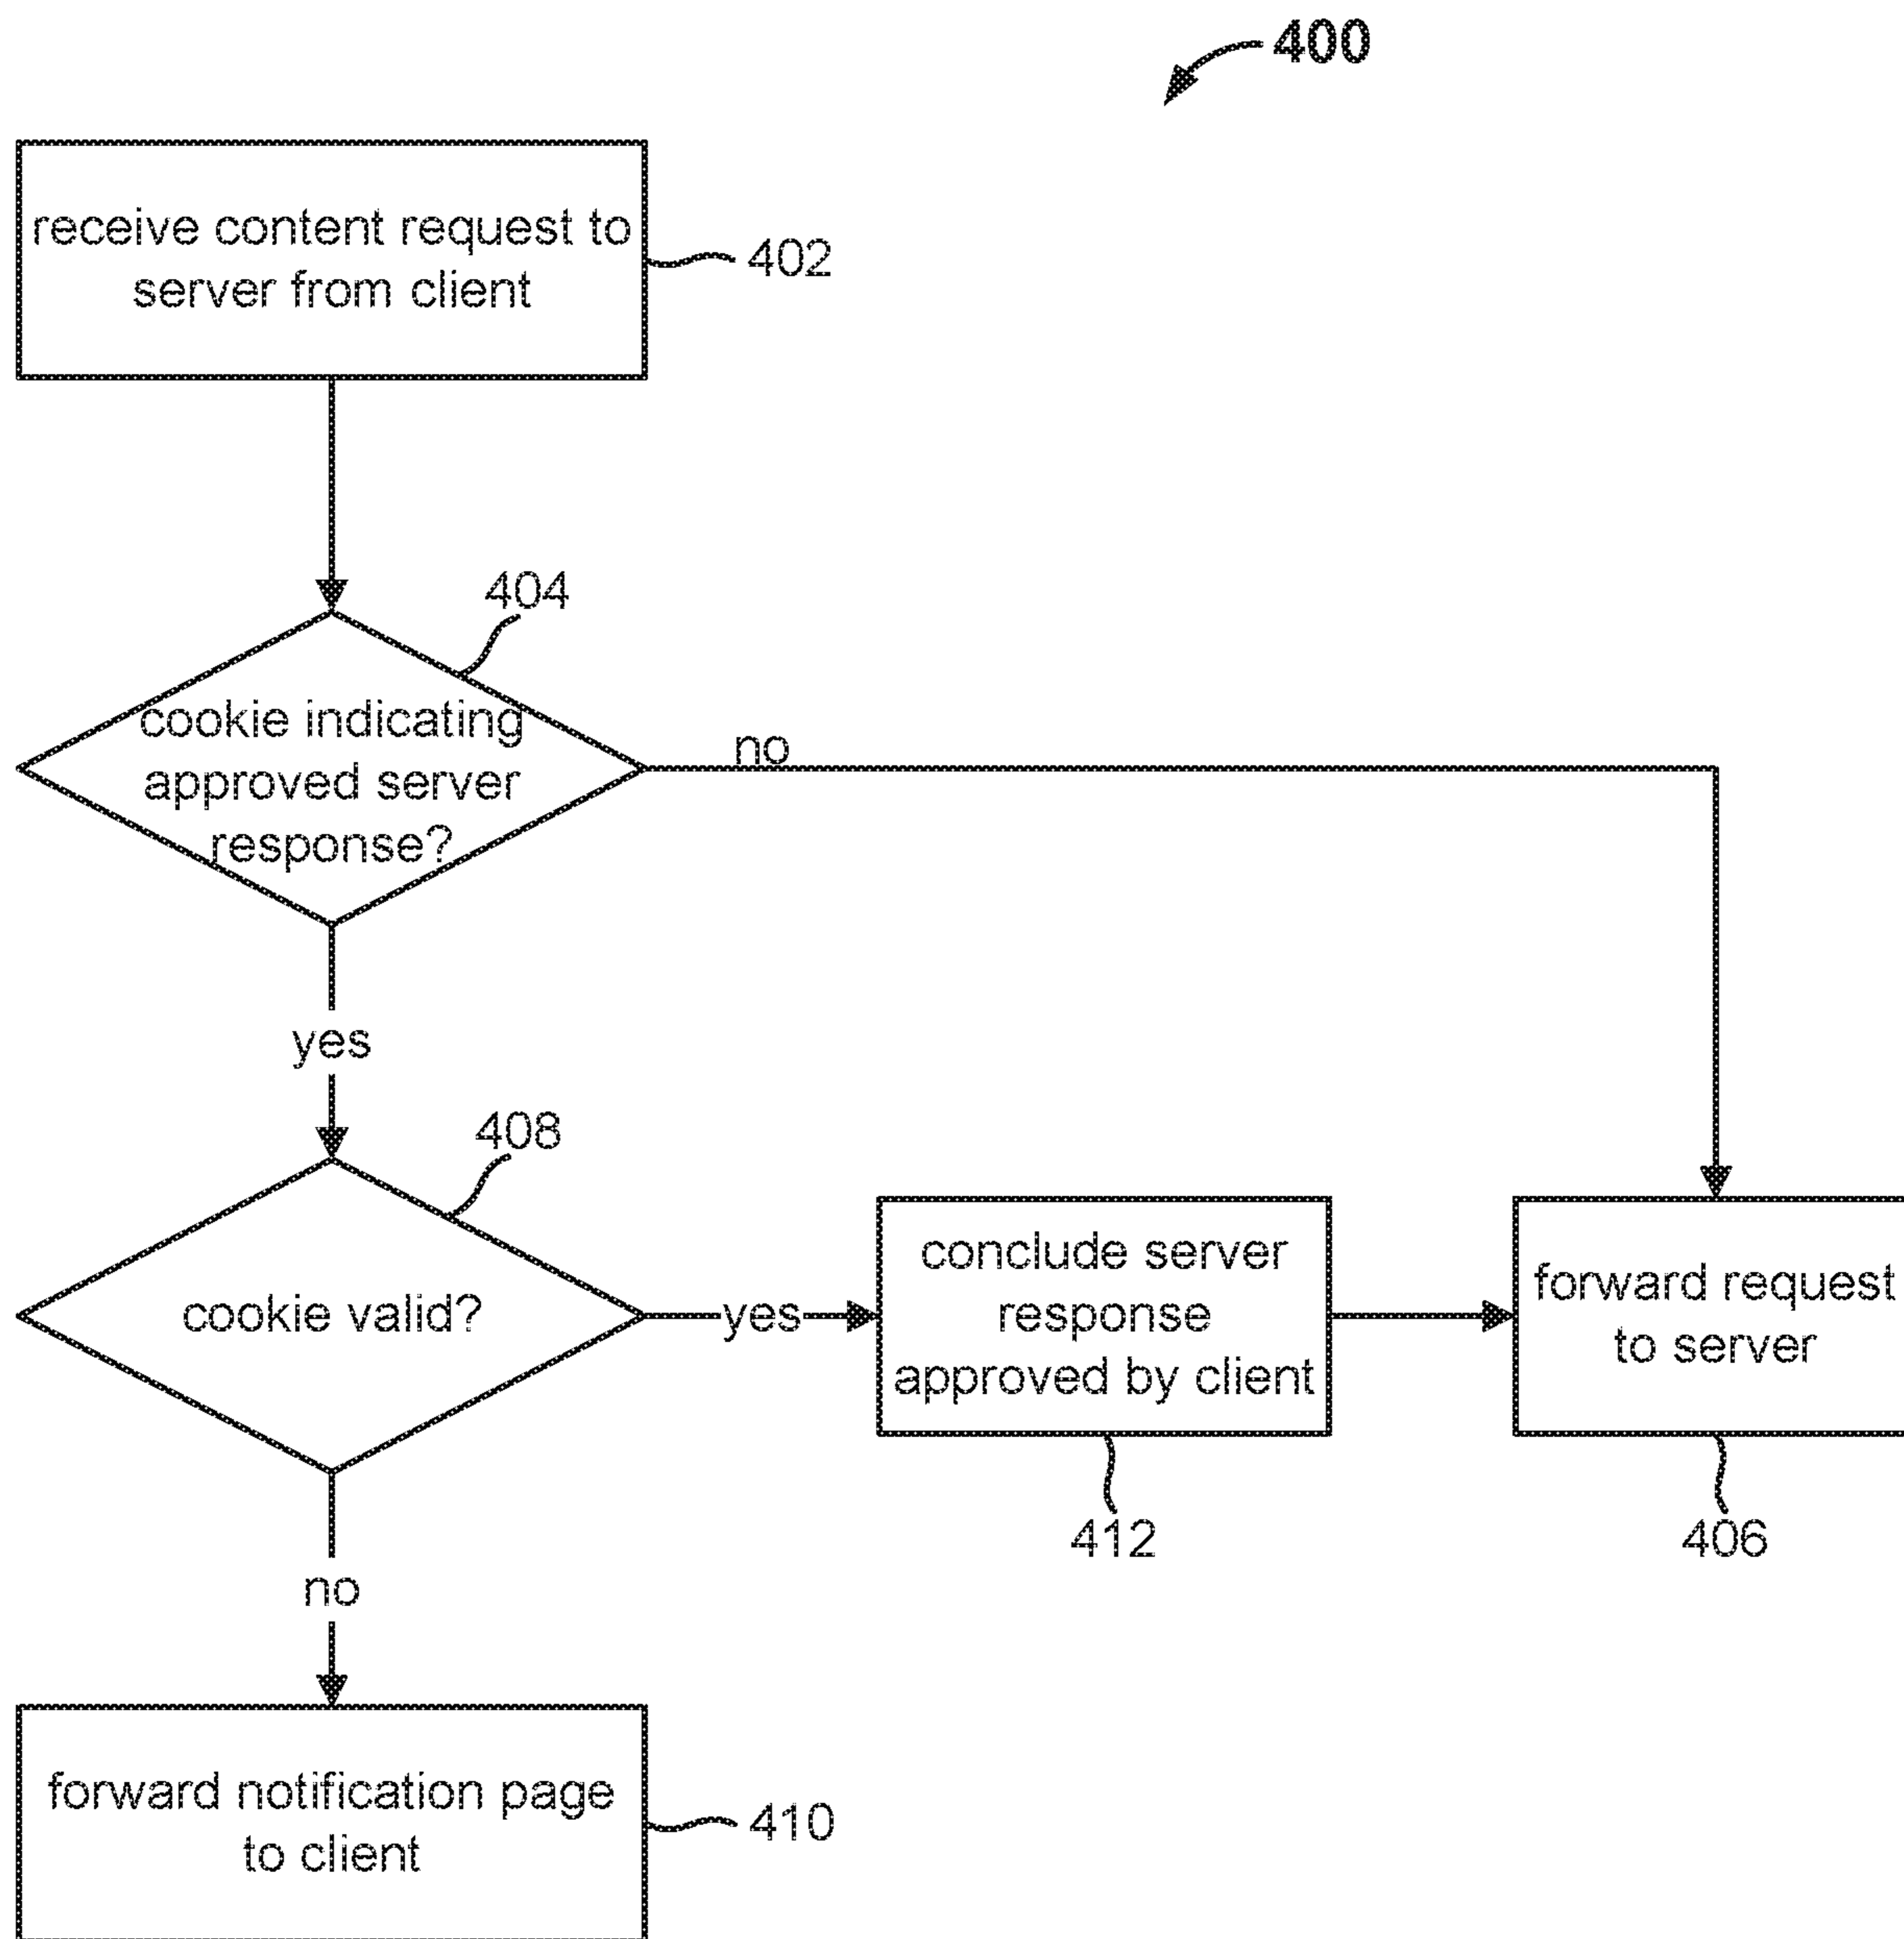 400
receive content request to
server from client
402
404
cookie indicating
approved server
response?
no
yes
408
cookie valid?
yes
conclude server
response
approved by client
forward request
to server
412
406
no
forward notification page
to client
410